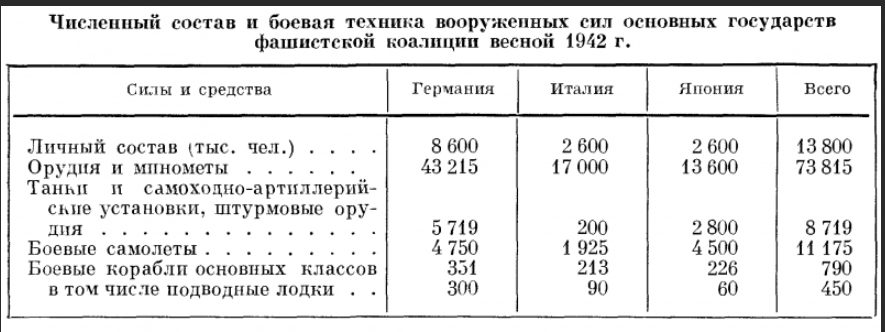 Численный состав и боевая техника вооруженных сил основных государств
фашистской коалиции весной 1942 г.
Силы и средства Германия Италия Япония Всего
Личный состав (тыс. чел.) . . . . 8 600 2 600 2 600 13 800
Орудия и минометы . . . . . . 43 215 17 000 13 600 73 815
Танки и самоходно-артиллерий-
ские установки, штурмовые ору-
дия . . . . . . . . . . . . . . 5 719 200 2 800 8 719
Боевые самолеты . . . . . . . . . 4 750 1 925 4 500 11 175
Боевые корабли основных классов 351 213 226 790
в том числе подводные лодки . . 300 90 60 450